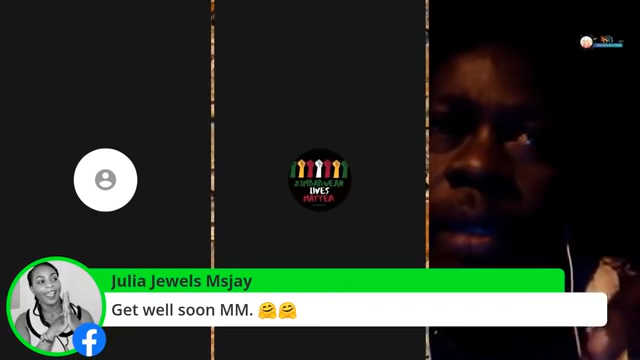 ZIMBABWEAN
LIVES
MATTER
Julia Jewels Msjay
Get well soon MM. 🤗🤗